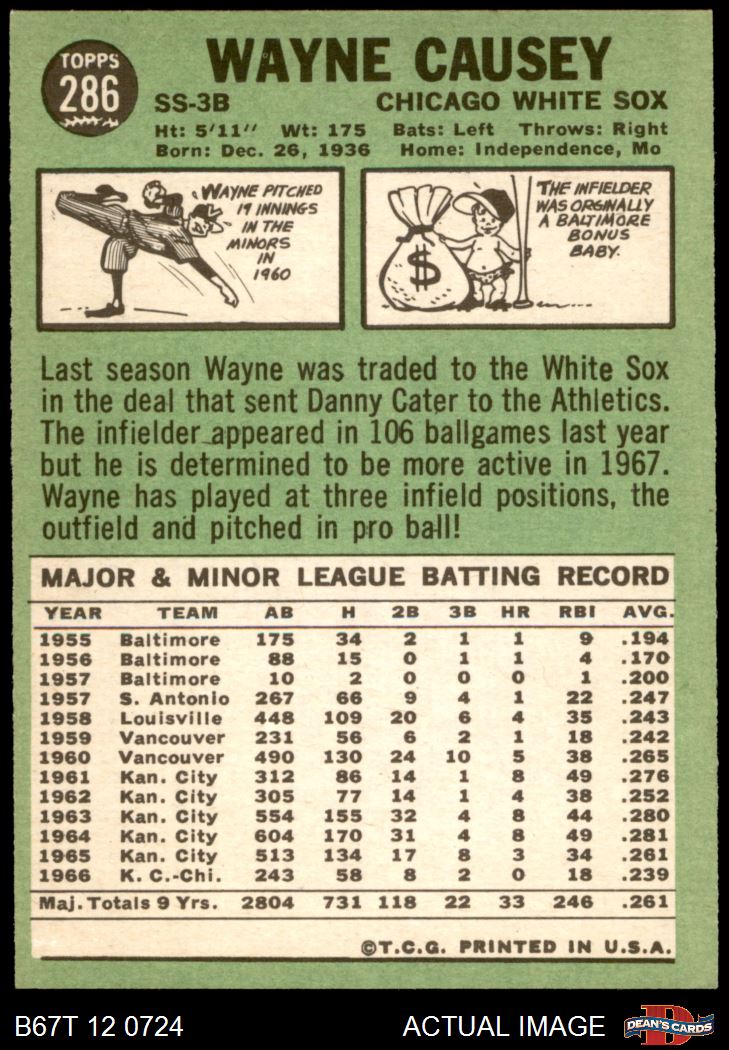 TOPPS
286
WAYNE CAUSEY
SS-3B CHICAGO WHITE SOX
Ht: 5'11" Wt: 175 Bats: Left Throws: Right
Born: Dec. 26, 1936 Home: Independence, Mo
WAYNE PITCHED
19 INNINGS
IN THE
MINORS
IN
1960
$
THE INFIELDER
WAS ORGINALLY
A BALTIMORE
BONUS
BABY.
Last season Wayne was traded to the White Sox
in the deal that sent Danny Cater to the Athletics.
The infielder appeared in 106 ballgames last year
but he is determined to be more active in 1967.
Wayne has played at three infield positions, the
outfield and pitched in pro ball!
MAJOR & MINOR LEAGUE BATTING RECORD
YEAR TEAM AB H 2B 3B HR RBI AVG.
1955 Baltimore 175 34 2 1 1 9 .194
1956 Baltimore 88 15 0 1 1 4 .170
1957 Baltimore 10 2 0 0 0 1 .200
1957 S. Antonio 267 66 9 4 1 22 .247
1958 Louisville 448 109 20 6 4 35 .243
1959 Vancouver 231 56 6 2 1 18 .242
1960 Vancouver 490 130 24 10 5 38 .265
1961 Kan. City 312 86 14 1 8 49 .276
1962 Kan. City 305 77 14 1 4 38 .252
1963 Kan. City 554 155 32 4 8 44 .280
1964 Kan. City 604 170 31 4 8 49 .281
1965 Kan. City 513 134 17 8 3 34 .261
1966 K. C.-Chi. 243 58 8 2 0 18 .239
Maj. Totals 9 Yrs. 2804 731 118 22 33 246 .261
©T.C.G. PRINTED IN U.S.A.
B67T 12 0724 ACTUAL IMAGE D DEAN'S CARDS